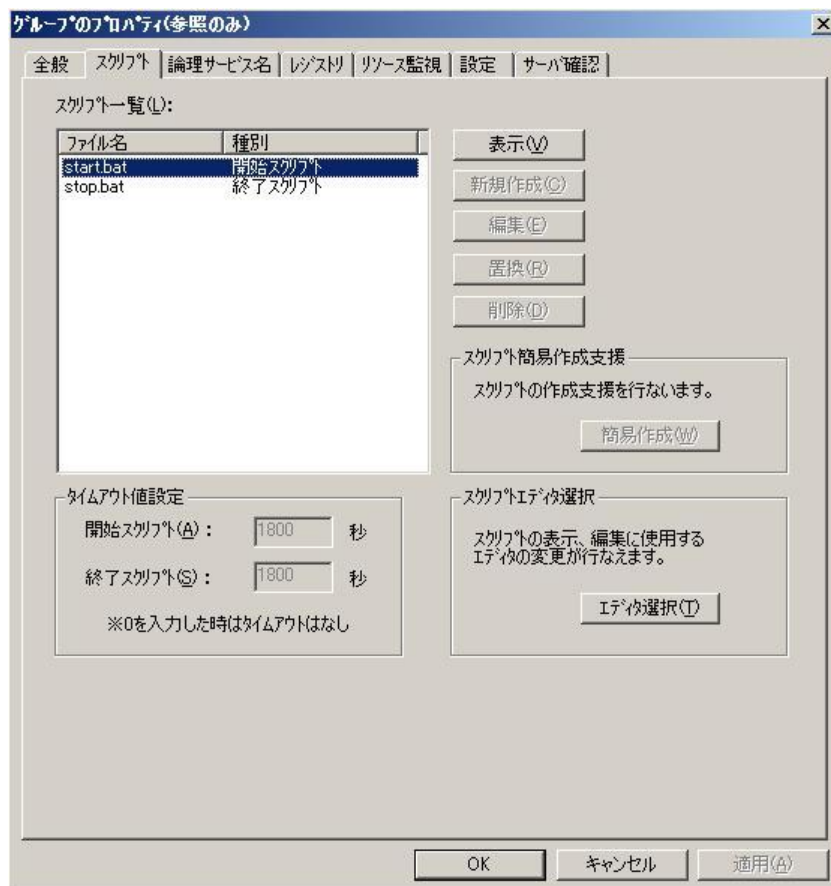 ｸﾞﾙｰﾌﾟのﾌﾟﾛﾊﾟﾃｨ(参照のみ)
全般 ｽｸﾘﾌﾟﾄ 論理ｻｰﾋﾞｽ名 ﾚｼﾞｽﾄﾘ ﾘｿｰｽ監視 設定 ｻｰﾊﾞ確認
ｽｸﾘﾌﾟﾄ一覧(L):
ファイル名 種別
start.bat 開始ｽｸﾘﾌﾟﾄ
stop.bat 終了ｽｸﾘﾌﾟﾄ
表示(V)
新規作成(C)
編集(E)
置換(R)
削除(D)
ｽｸﾘﾌﾟﾄ簡易作成支援
ｽｸﾘﾌﾟﾄの作成支援を行ないます。
簡易作成(W)
ﾀｲﾑｱｳﾄ値設定
開始ｽｸﾘﾌﾟﾄ(A)： 1800 秒
終了ｽｸﾘﾌﾟﾄ(S)： 1800 秒
※0を入力した時はﾀｲﾑｱｳﾄはなし
ｽｸﾘﾌﾟﾄｴﾃﾞｨﾀ選択
ｽｸﾘﾌﾟﾄの表示、編集に使用する
ｴﾃﾞｨﾀの変更が行なえます。
ｴﾃﾞｨﾀ選択(T)
OK キャンセル 適用(A)